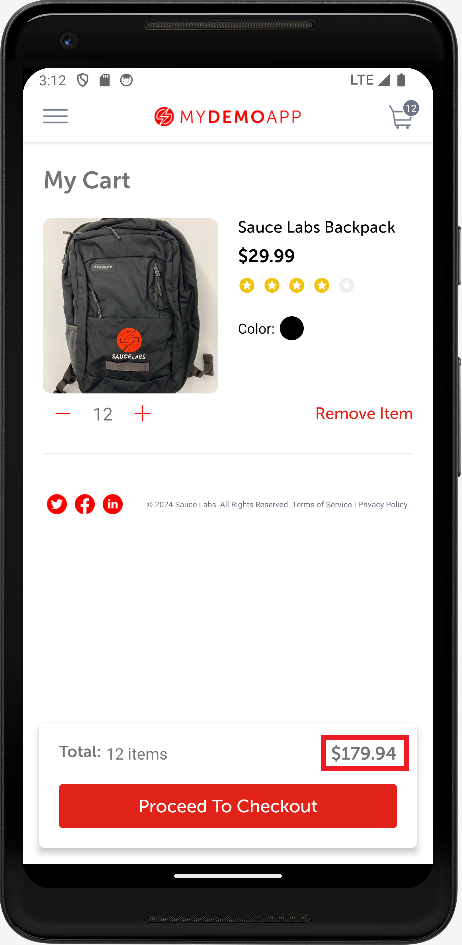 3:12 LTE
MYDEMOAPP 12
My Cart
Sauce Labs Backpack
$29.99
Color:
SAUCELABS
12 Remove Item
© 2024 Sauce Labs. All Rights Reserved. Terms of Service | Privacy Policy.
Total: 12 items $179.94
Proceed To Checkout